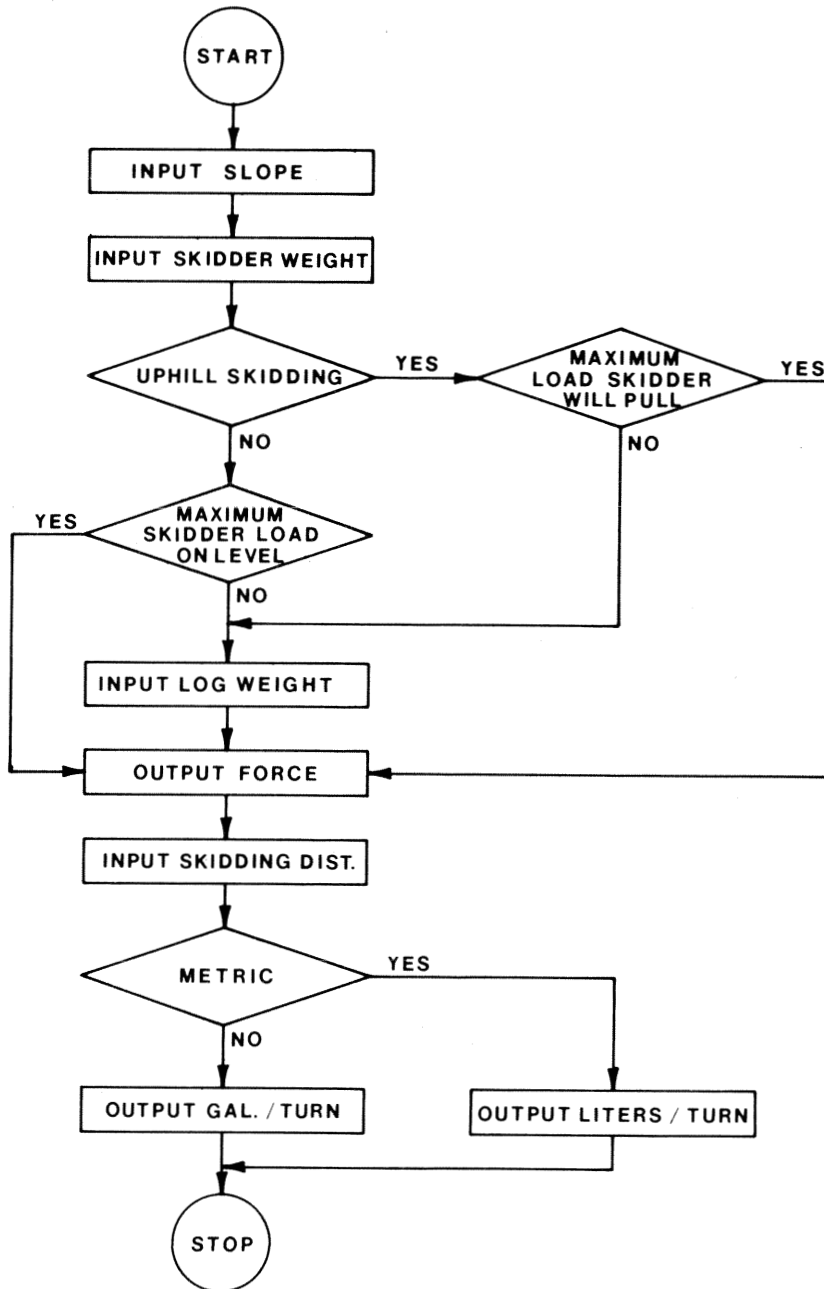 START
INPUT SLOPE
INPUT SKIDDER WEIGHT
UPHILL SKIDDING
YES
MAXIMUM
LOAD SKIDDER
WILL PULL
YES
NO
NO
YES
MAXIMUM
SKIDDER LOAD
ON LEVEL
NO
INPUT LOG WEIGHT
OUTPUT FORCE
INPUT SKIDDING DIST.
METRIC
YES
NO
OUTPUT GAL. / TURN
OUTPUT LITERS / TURN
STOP